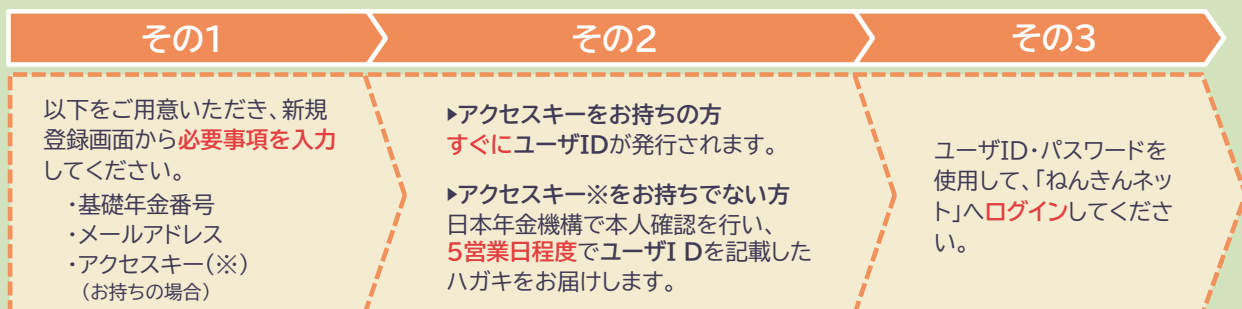 その1
その2
その3
以下をご用意いただき、新規
登録画面から必要事項を入力
してください。
・基礎年金番号
・メールアドレス
・アクセスキー(※)
(お持ちの場合)
▶アクセスキーをお持ちの方
すぐにユーザIDが発行されます。
▶アクセスキー※をお持ちでない方
日本年金機構で本人確認を行い、
5営業日程度でユーザI Dを記載した
ハガキをお届けします。
ユーザID・パスワードを
使用して、「ねんきんネッ
ト」へログインしてくださ
い。